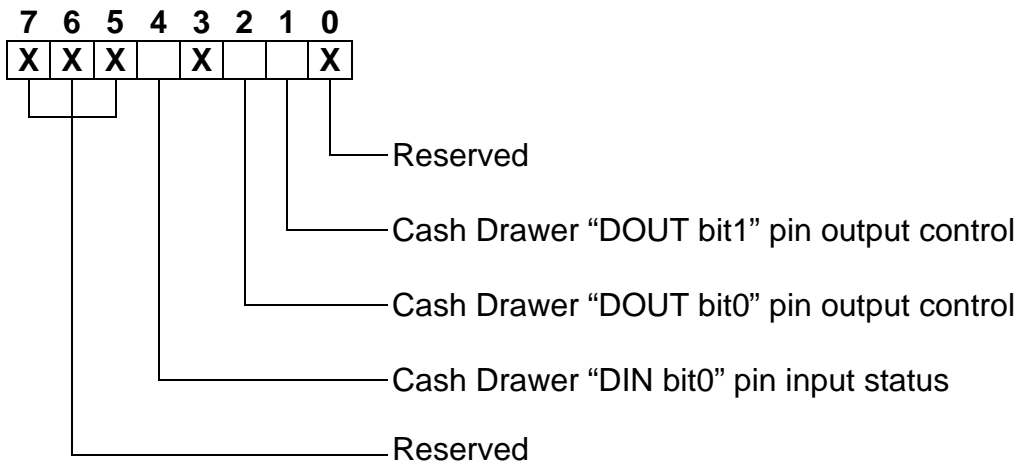 7 6 5 4 3 2 1 0
X X X X X
Reserved
Cash Drawer “DOUT bit1” pin output control
Cash Drawer “DOUT bit0” pin output control
Cash Drawer “DIN bit0” pin input status
Reserved